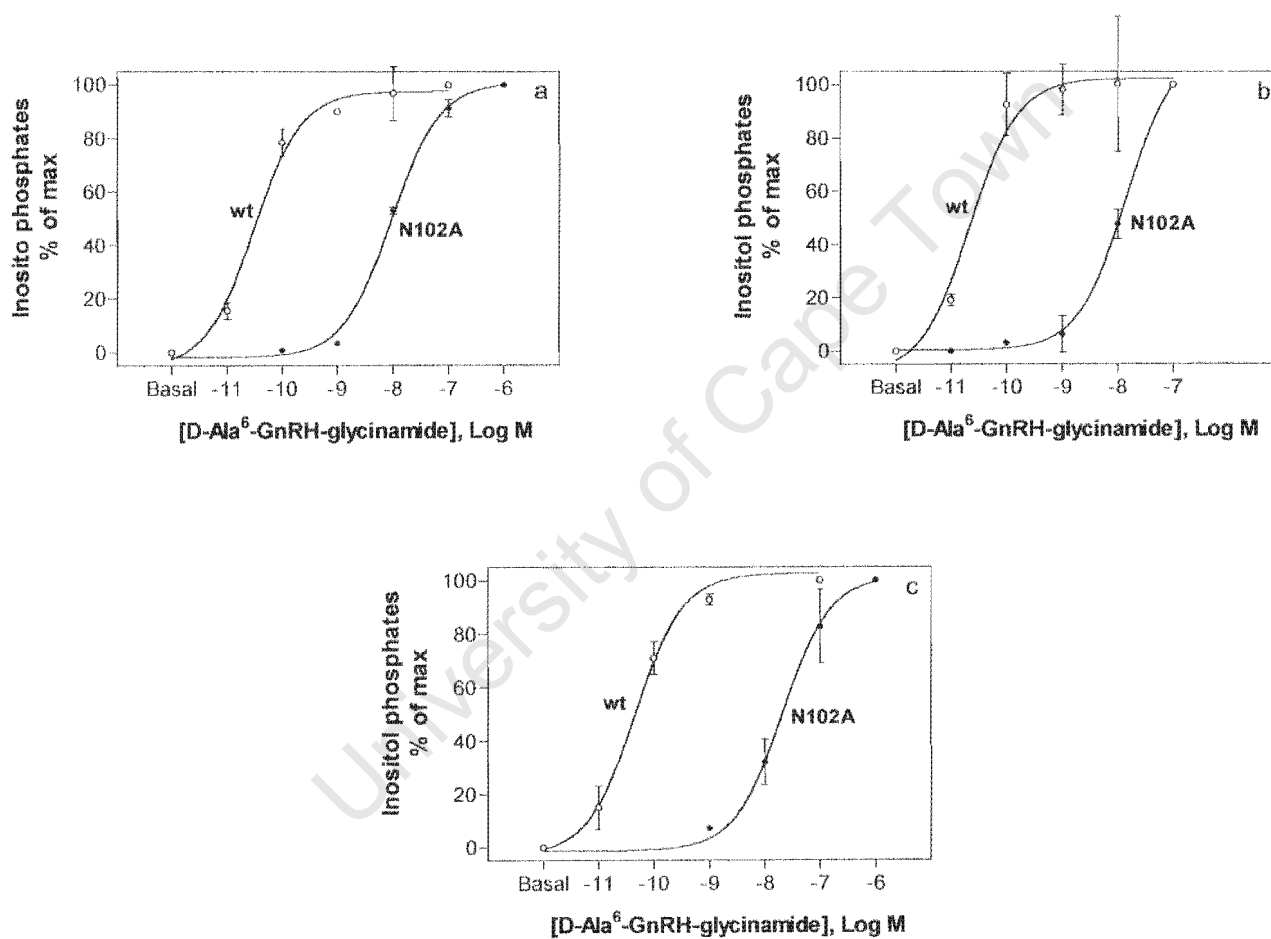 a
Inosito phosphates
% of max
100
80
60
40
20
0
wt
N102A
Basal -11 -10 -9 -8 -7 -6
[D-Ala⁶-GnRH-glycinamide], Log M
b
Inositol phosphates
% of max
100
80
60
40
20
0
wt
N102A
Basal -11 -10 -9 -8 -7
[D-Ala⁶-GnRH-glycinamide], Log M
c
Inositol phosphates
% of max
100
80
60
40
20
0
wt
N102A
Basal -11 -10 -9 -8 -7 -6
[D-Ala⁶-GnRH-glycinamide], Log M
University of Cape Town